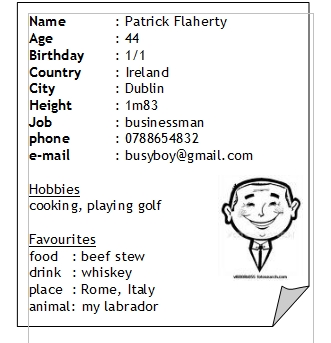 Name : Patrick Flaherty
Age : 44
Birthday : 1/1
Country : Ireland
City : Dublin
Height : 1m83
Job : businessman
phone : 0788654832
e-mail : busyboy@gmail.com
Hobbies
cooking, playing golf
Favourites
food : beef stew
drink : whiskey
place : Rome, Italy
animal: my labrador